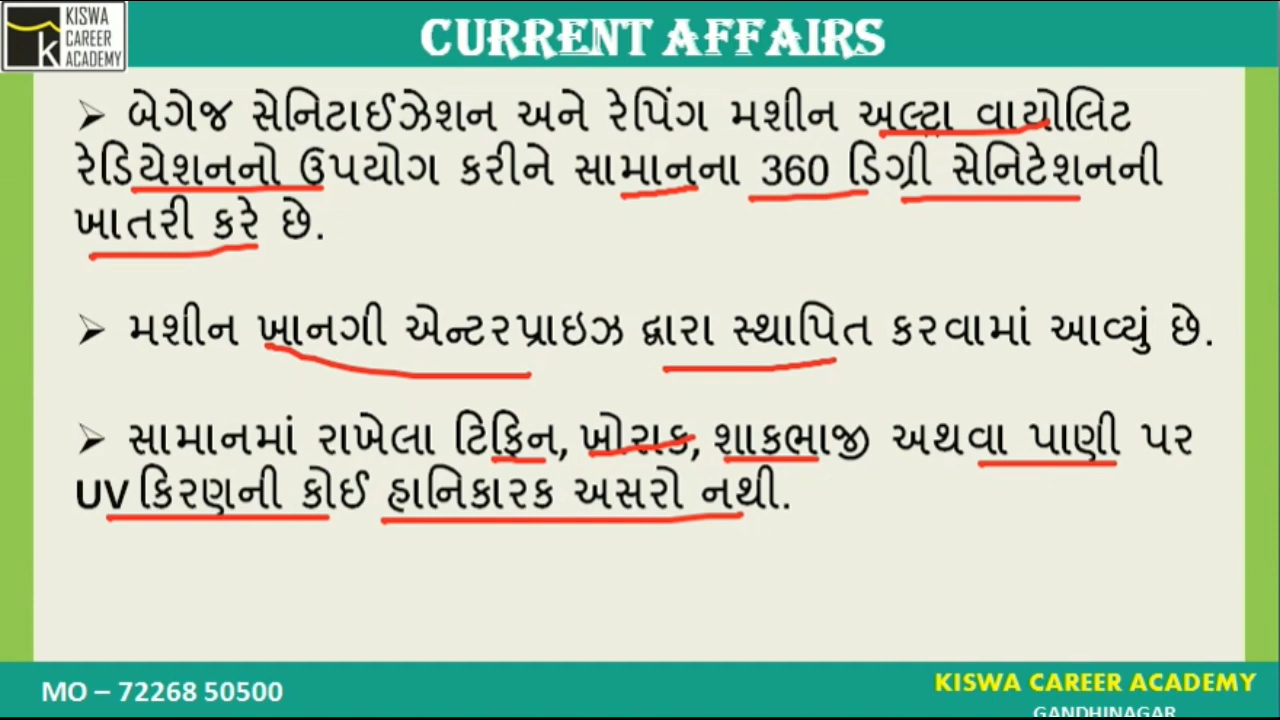 KISWA
CAREER
ACADEMY
CURRENT AFFAIRS
➢ બેગેજ સેનિટાઈઝેશન અને રેપિંગ મશીન અલ્ટ્રા વાયોલિટ
રેડિયેશનનો ઉપયોગ કરીને સામાનના 360 ડિગ્રી સેનિટેશનની
ખાતરી કરે છે.
➢ મશીન ખાનગી એન્ટરપ્રાઇઝ દ્વારા સ્થાપિત કરવામાં આવ્યું છે.
➢ સામાનમાં રાખેલા ટિફિન, ખોરાક, શાકભાજી અથવા પાણી પર
UV કિરણની કોઈ હાનિકારક અસરો નથી.
MO – 72268 50500
KISWA CAREER ACADEMY
GANDHINAGAR